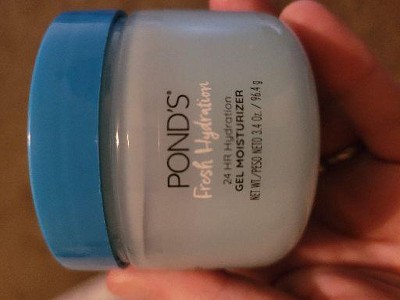 POND'S®
Fresh Hydration
24 HR Hydration
GEL MOISTURIZER
NET WT./PESO NETO 3.4 Oz. / 96.4 g